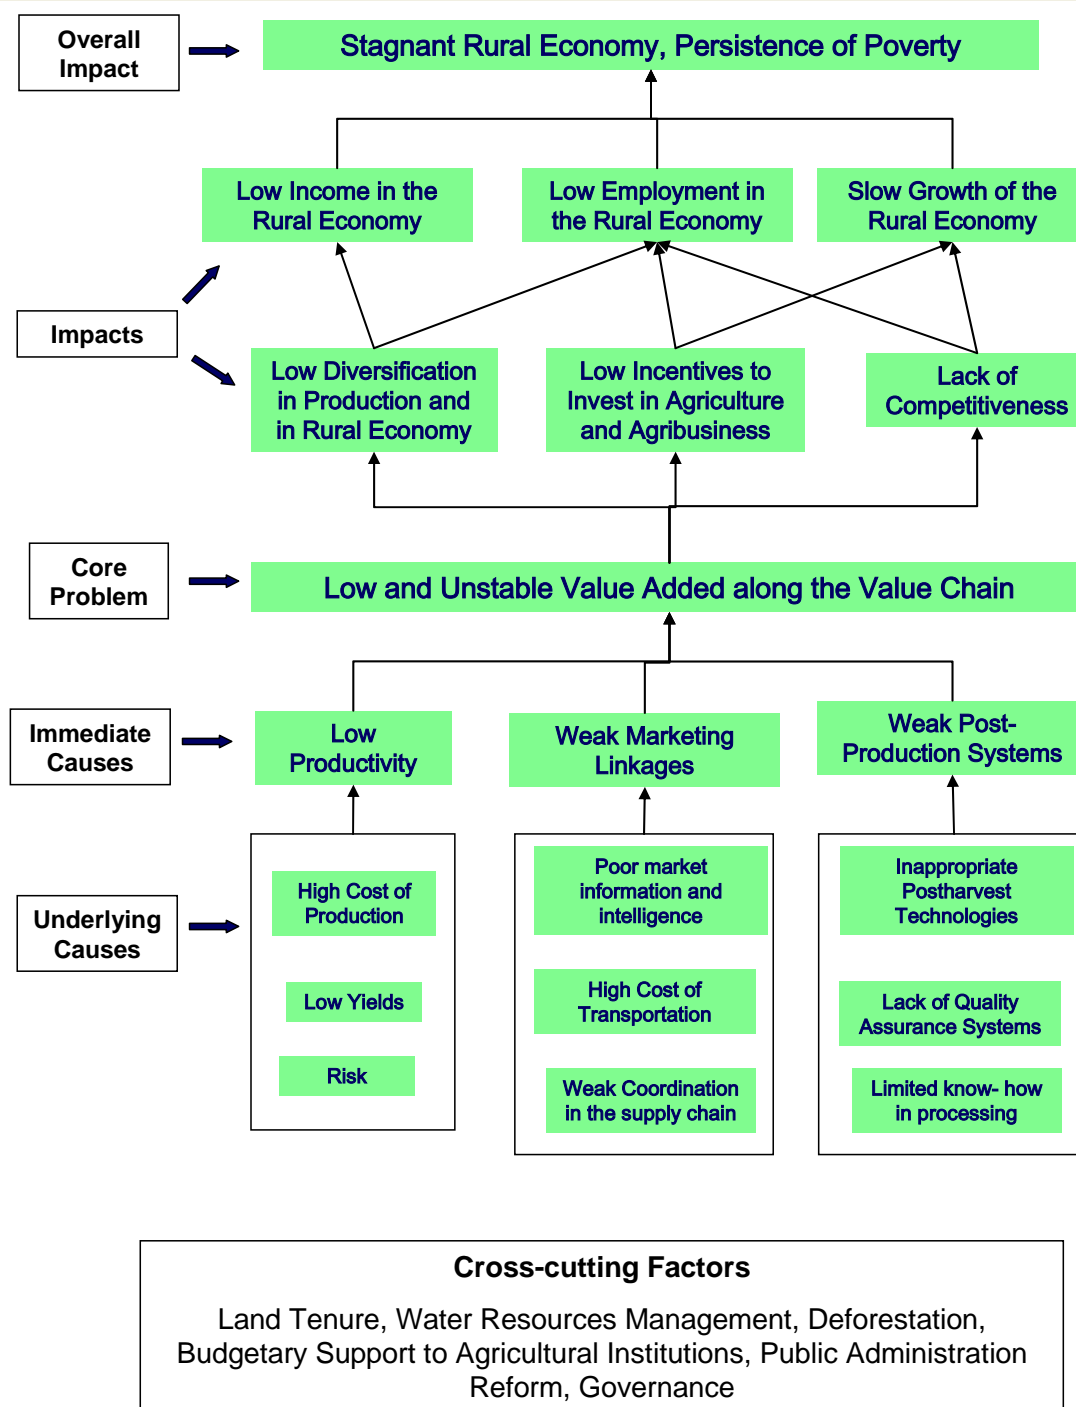 Overall
Impact
Stagnant Rural Economy, Persistence of Poverty
Low Income in the
Rural Economy
Low Employment in
the Rural Economy
Slow Growth of the
Rural Economy
Impacts
Low Diversification
in Production and
in Rural Economy
Low Incentives to
Invest in Agriculture
and Agribusiness
Lack of
Competitiveness
Core
Problem
Low and Unstable Value Added along the Value Chain
Immediate
Causes
Low
Productivity
Weak Marketing
Linkages
Weak Post-
Production Systems
Underlying
Causes
High Cost of
Production
Low Yields
Risk
Poor market
information and
intelligence
High Cost of
Transportation
Weak Coordination
in the supply chain
Inappropriate
Postharvest
Technologies
Lack of Quality
Assurance Systems
Limited know- how
in processing
Cross-cutting Factors
Land Tenure, Water Resources Management, Deforestation,
Budgetary Support to Agricultural Institutions, Public Administration
Reform, Governance